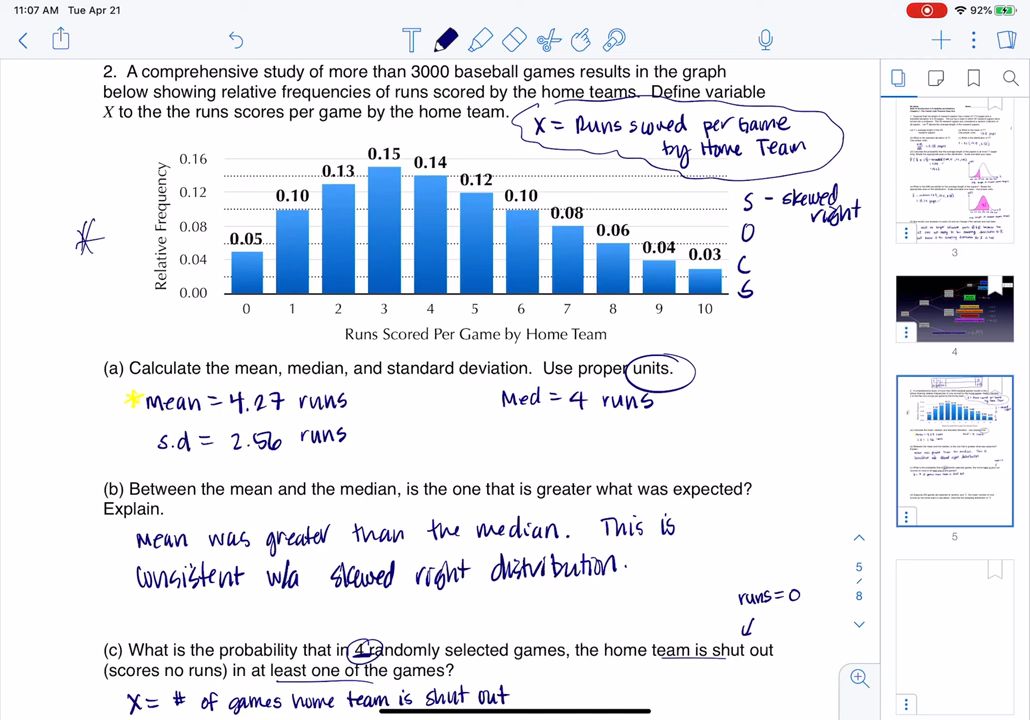 11:07 AM Tue Apr 21
92%
2. A comprehensive study of more than 3000 baseball games results in the graph
below showing relative frequencies of runs scored by the home teams. Define variable
X to the the runs scores per game by the home team.
X = Runs scored per Game
by Home Team
Relative Frequency
0.16
0.12
0.08
0.04
0.00
0.05
0.10
0.13
0.15
0.14
0.12
0.10
0.08
0.06
0.04
0.03
0 1 2 3 4 5 6 7 8 9 10
Runs Scored Per Game by Home Team
S - skewed
right
O
C
S
(a) Calculate the mean, median, and standard deviation. Use proper units.
* mean = 4.27 runs
Med = 4 runs
s.d = 2.56 runs
(b) Between the mean and the median, is the one that is greater what was expected?
Explain.
Mean was greater than the median. This is
consistent w/a skewed right distribution.
runs = 0
(c) What is the probability that in 4 randomly selected games, the home team is shut out
(scores no runs) in at least one of the games?
X = # of games home team is shut out
3
4
5
5
/
8